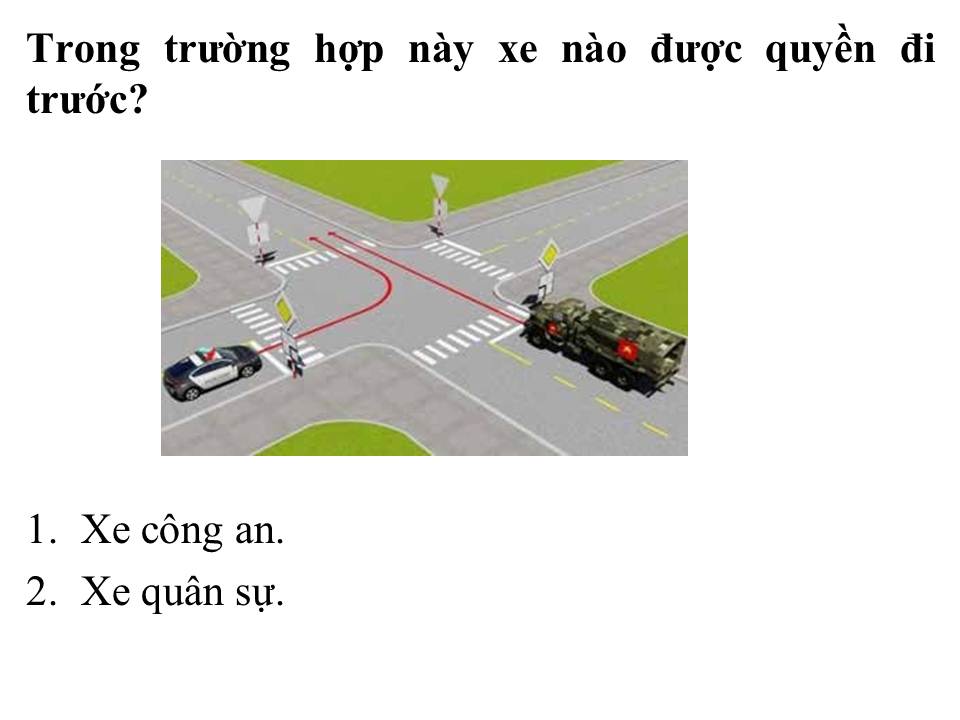 Trong trường hợp này xe nào được quyền đi
trước?
1. Xe công an.
2. Xe quân sự.